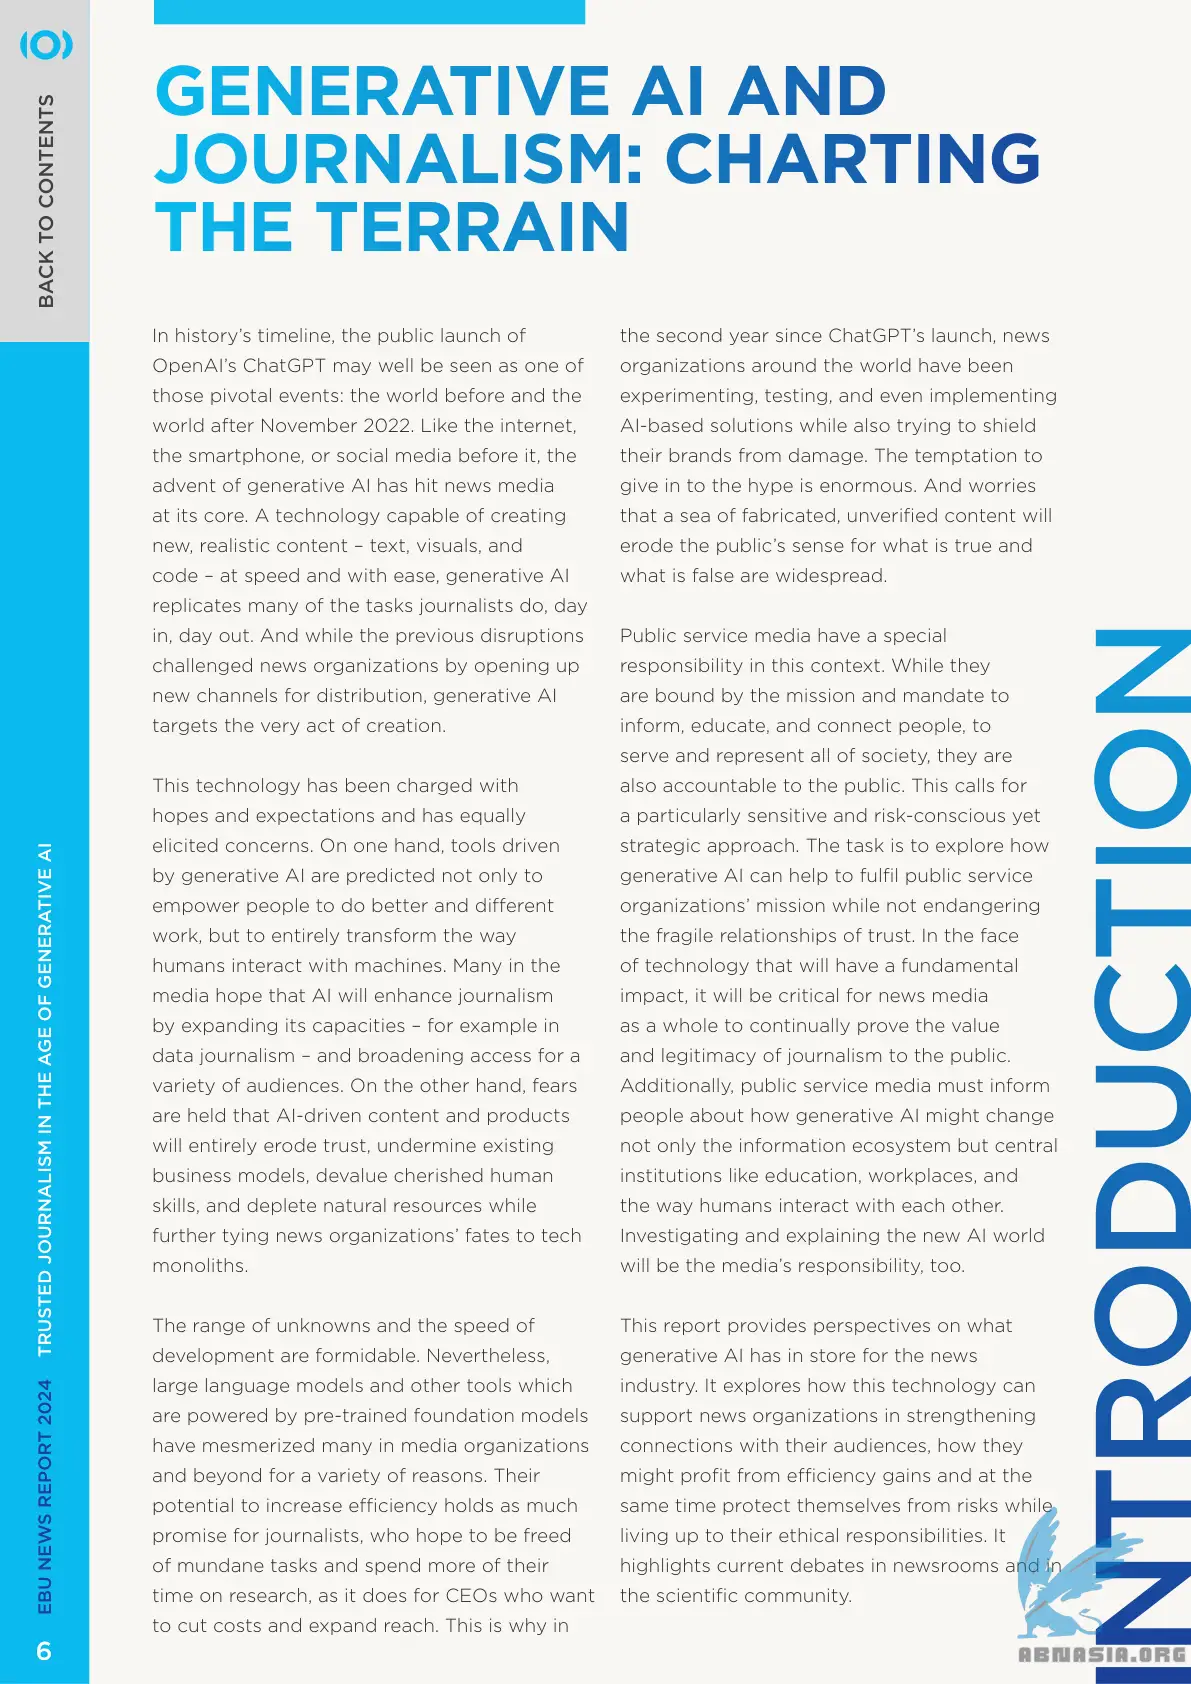 BACK TO CONTENTS
GENERATIVE AI AND
JOURNALISM: CHARTING
THE TERRAIN
In history’s timeline, the public launch of
OpenAI’s ChatGPT may well be seen as one of
those pivotal events: the world before and the
world after November 2022. Like the internet,
the smartphone, or social media before it, the
advent of generative AI has hit news media
at its core. A technology capable of creating
new, realistic content – text, visuals, and
code – at speed and with ease, generative AI
replicates many of the tasks journalists do, day
in, day out. And while the previous disruptions
challenged news organizations by opening up
new channels for distribution, generative AI
targets the very act of creation.
This technology has been charged with
hopes and expectations and has equally
elicited concerns. On one hand, tools driven
by generative AI are predicted not only to
empower people to do better and different
work, but to entirely transform the way
humans interact with machines. Many in the
media hope that AI will enhance journalism
by expanding its capacities – for example in
data journalism – and broadening access for a
variety of audiences. On the other hand, fears
are held that AI-driven content and products
will entirely erode trust, undermine existing
business models, devalue cherished human
skills, and deplete natural resources while
further tying news organizations’ fates to tech
monoliths.
The range of unknowns and the speed of
development are formidable. Nevertheless,
large language models and other tools which
are powered by pre-trained foundation models
have mesmerized many in media organizations
and beyond for a variety of reasons. Their
potential to increase efficiency holds as much
promise for journalists, who hope to be freed
of mundane tasks and spend more of their
time on research, as it does for CEOs who want
to cut costs and expand reach. This is why in
the second year since ChatGPT’s launch, news
organizations around the world have been
experimenting, testing, and even implementing
AI-based solutions while also trying to shield
their brands from damage. The temptation to
give in to the hype is enormous. And worries
that a sea of fabricated, unverified content will
erode the public’s sense for what is true and
what is false are widespread.
Public service media have a special
responsibility in this context. While they
are bound by the mission and mandate to
inform, educate, and connect people, to
serve and represent all of society, they are
also accountable to the public. This calls for
a particularly sensitive and risk-conscious yet
strategic approach. The task is to explore how
generative AI can help to fulfil public service
organizations’ mission while not endangering
the fragile relationships of trust. In the face
of technology that will have a fundamental
impact, it will be critical for news media
as a whole to continually prove the value
and legitimacy of journalism to the public.
Additionally, public service media must inform
people about how generative AI might change
not only the information ecosystem but central
institutions like education, workplaces, and
the way humans interact with each other.
Investigating and explaining the new AI world
will be the media’s responsibility, too.
This report provides perspectives on what
generative AI has in store for the news
industry. It explores how this technology can
support news organizations in strengthening
connections with their audiences, how they
might profit from efficiency gains and at the
same time protect themselves from risks while
living up to their ethical responsibilities. It
highlights current debates in newsrooms and in
the scientific community.
INTRODUCTION
EBU NEWS REPORT 2024 TRUSTED JOURNALISM IN THE AGE OF GENERATIVE AI
6
ABNASIA.ORG